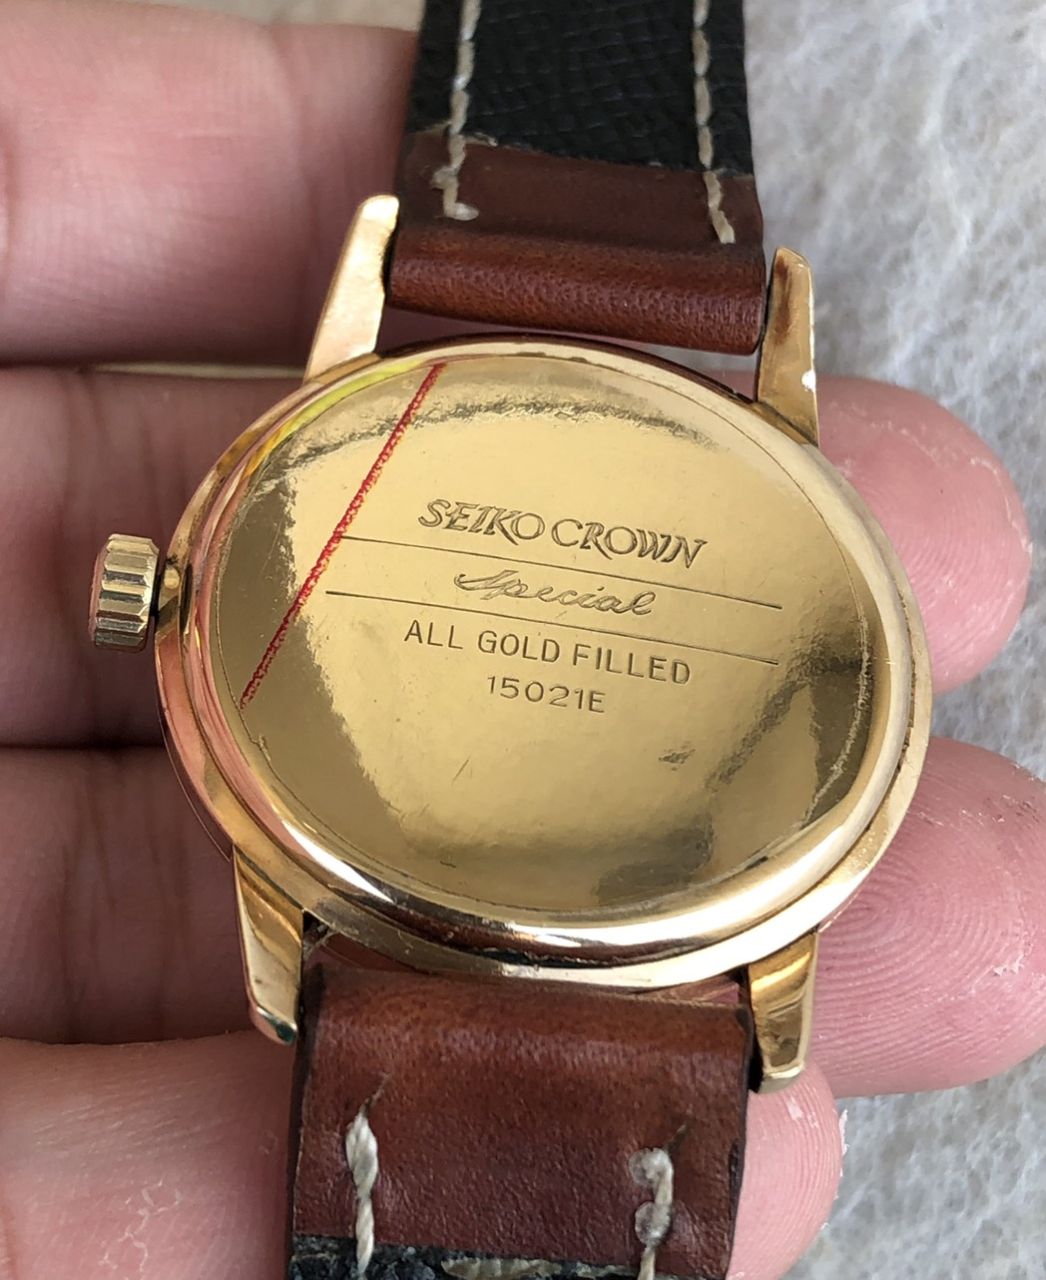 SEIKO CROWN
Special
ALL GOLD FILLED
15021E